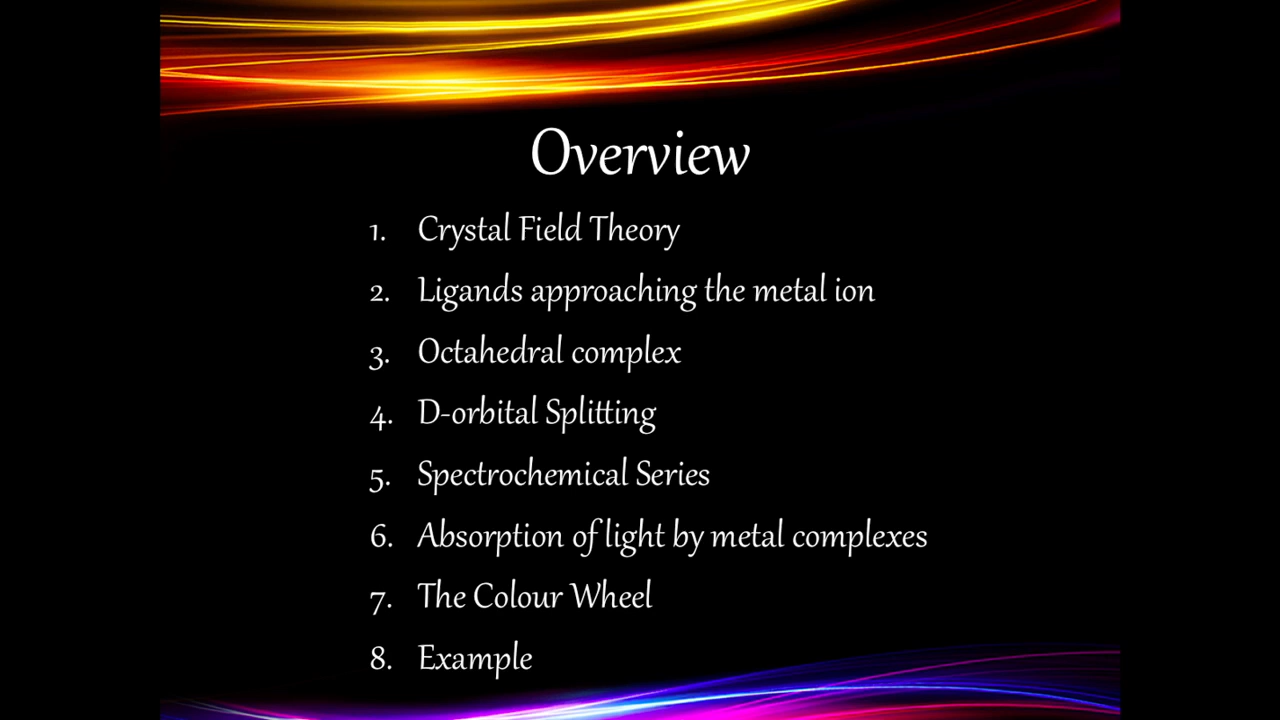 Overview
1. Crystal Field Theory
2. Ligands approaching the metal ion
3. Octahedral complex
4. D-orbital Splitting
5. Spectrochemical Series
6. Absorption of light by metal complexes
7. The Colour Wheel
8. Example